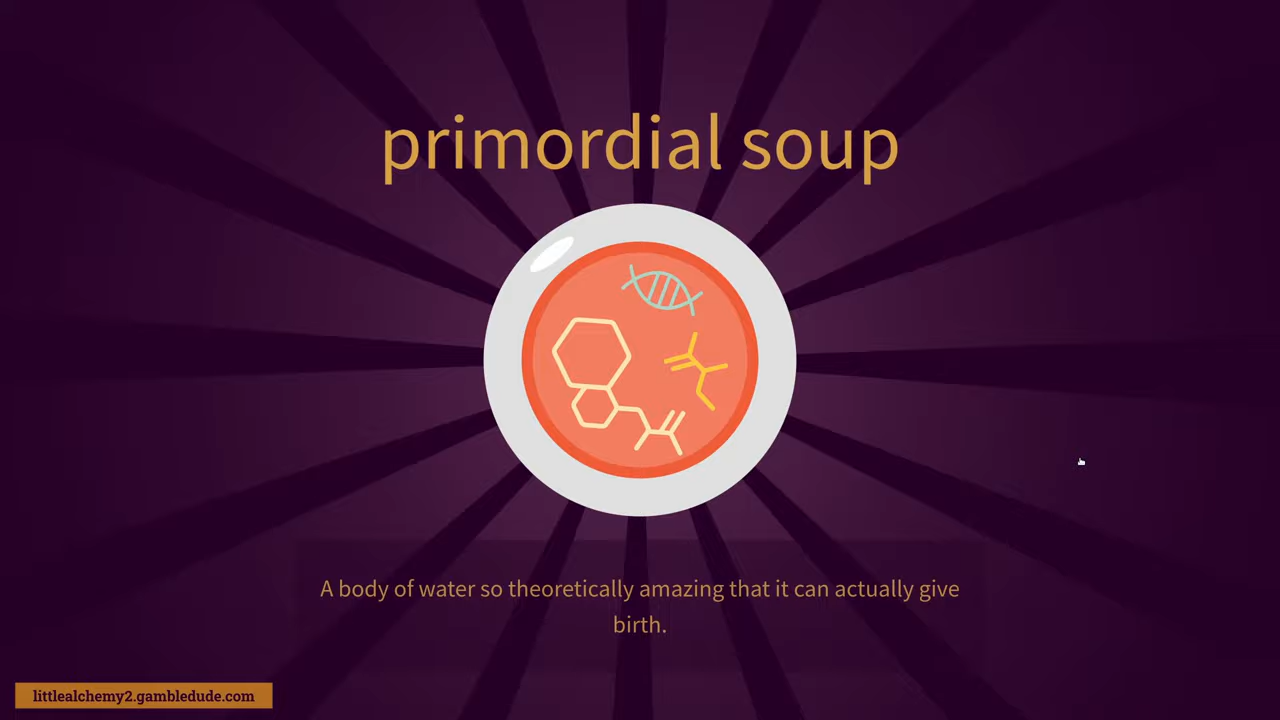 primordial soup
A body of water so theoretically amazing that it can actually give
birth.
littlealchemy2.gambledude.com